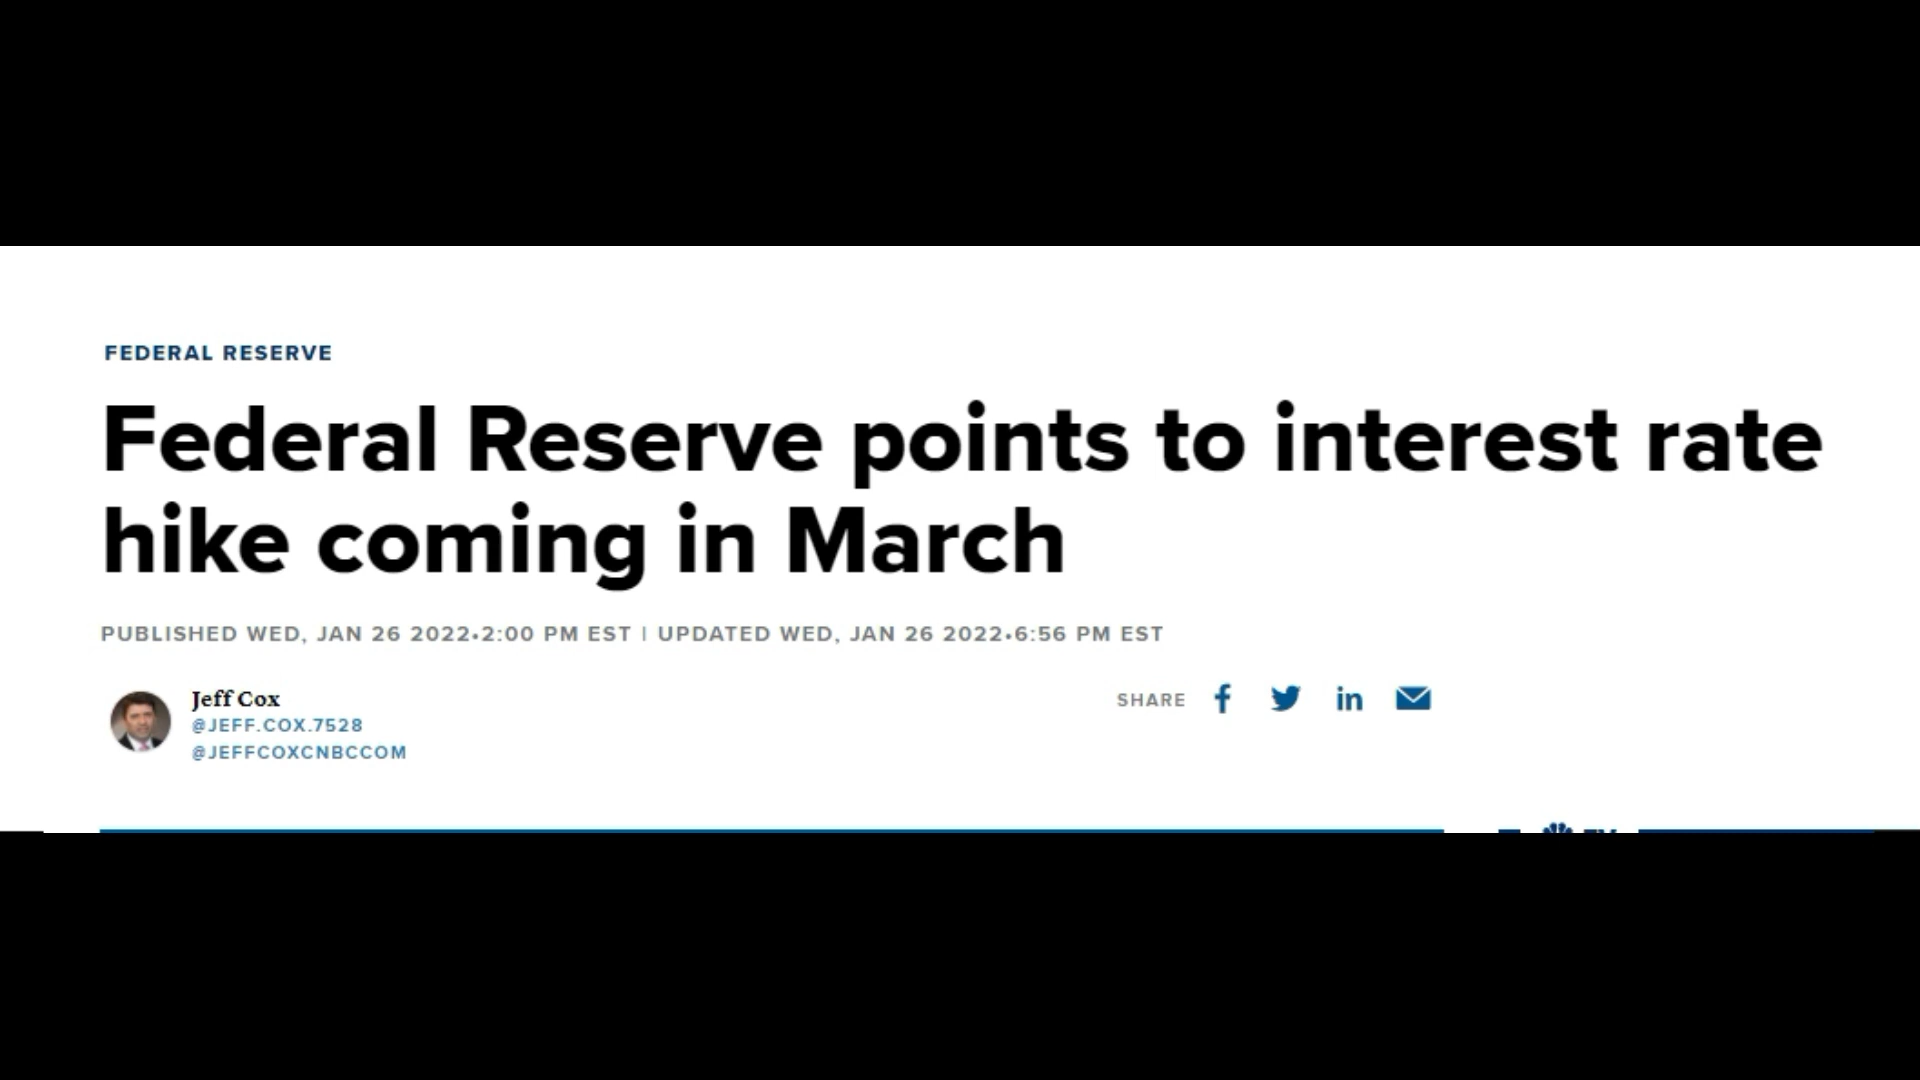 FEDERAL RESERVE
Federal Reserve points to interest rate
hike coming in March
PUBLISHED WED, JAN 26 2022•2:00 PM EST | UPDATED WED, JAN 26 2022•6:56 PM EST
Jeff Cox
@JEFF.COX.7528
@JEFFCOXCNBCCOM
SHARE